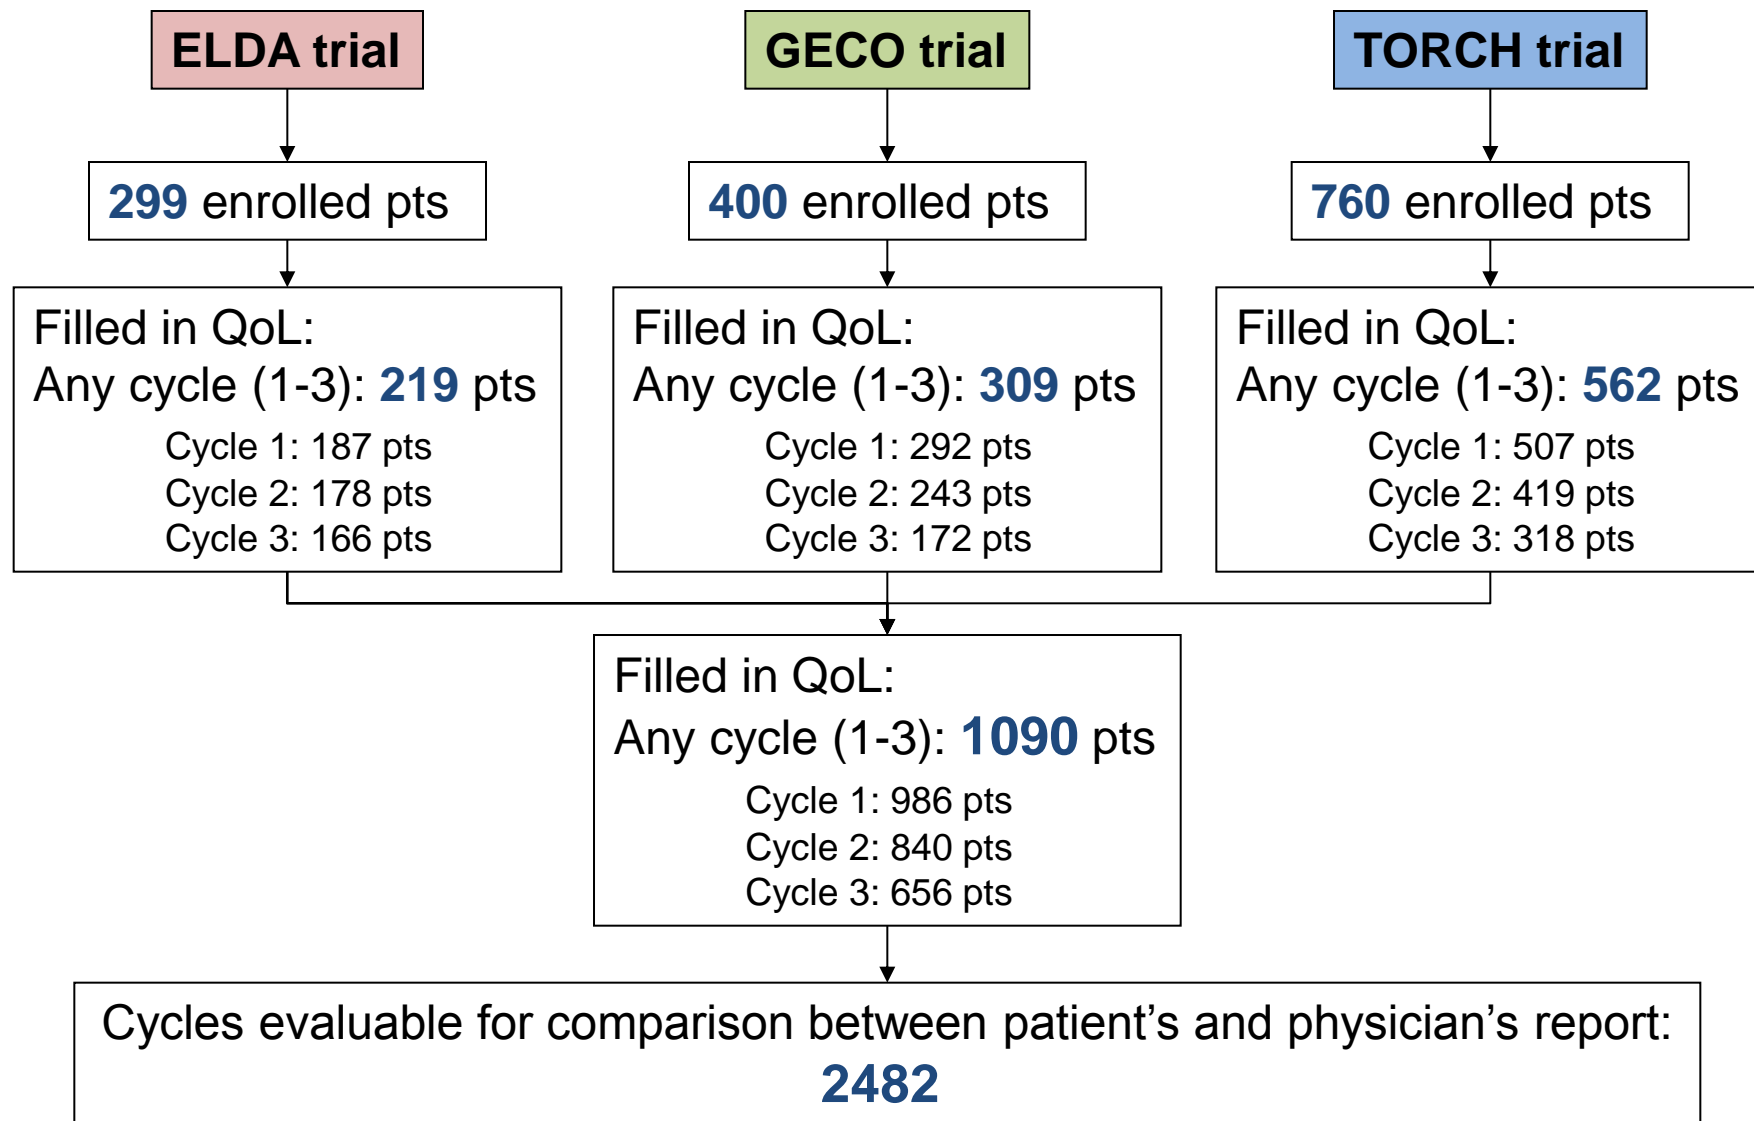 ELDA trial
GECO trial
TORCH trial
299 enrolled pts
400 enrolled pts
760 enrolled pts
Filled in QoL:
Any cycle (1-3): 219 pts
Cycle 1: 187 pts
Cycle 2: 178 pts
Cycle 3: 166 pts
Filled in QoL:
Any cycle (1-3): 309 pts
Cycle 1: 292 pts
Cycle 2: 243 pts
Cycle 3: 172 pts
Filled in QoL:
Any cycle (1-3): 562 pts
Cycle 1: 507 pts
Cycle 2: 419 pts
Cycle 3: 318 pts
Filled in QoL:
Any cycle (1-3): 1090 pts
Cycle 1: 986 pts
Cycle 2: 840 pts
Cycle 3: 656 pts
Cycles evaluable for comparison between patient’s and physician’s report:
2482